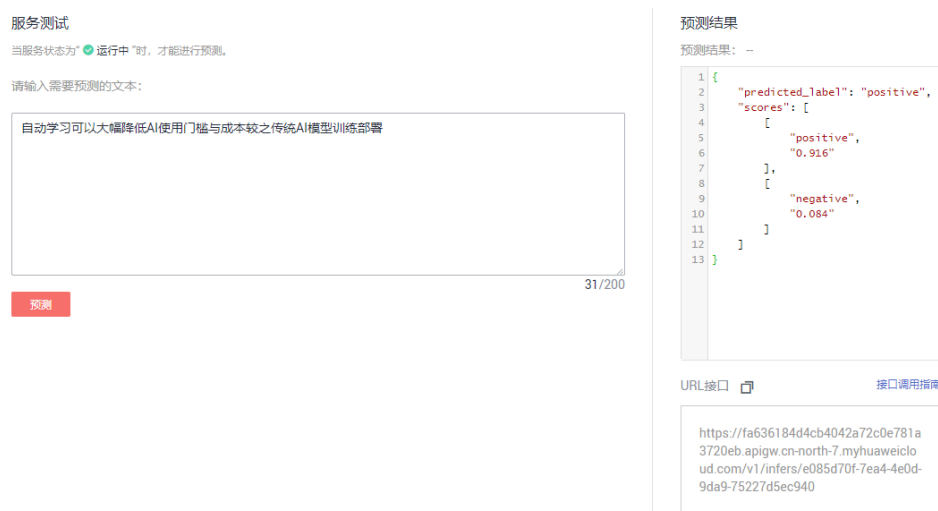 服务测试
当服务状态为“ 运行中 ”时，才能进行预测。
请输入需要预测的文本：
自动学习可以大幅降低AI使用门槛与成本较之传统AI模型训练部署
31/200
预测
预测结果
预测结果： --
1 {
2 "predicted_label": "positive",
3 "scores": [
4 [
5 "positive",
6 "0.916"
7 ],
8 [
9 "negative",
10 "0.084"
11 ]
12 ]
13 }
URL接口
接口调用指南
https://fa636184d4cb4042a72c0e781a
3720eb.apigw.cn-north-7.myhuaweiclo
ud.com/v1/infers/e085d70f-7ea4-4e0d-
9da9-75227d5ec940